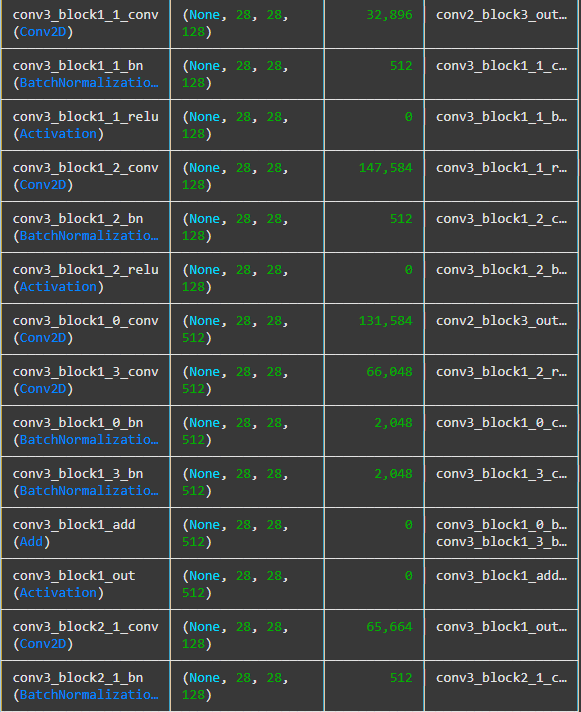 conv3_block1_1_conv (None, 28, 28, 32,896 conv2_block3_out…
(Conv2D) 128)
conv3_block1_1_bn (None, 28, 28, 512 conv3_block1_1_c…
(BatchNormalizatio… 128)
conv3_block1_1_relu (None, 28, 28, 0 conv3_block1_1_b…
(Activation) 128)
conv3_block1_2_conv (None, 28, 28, 147,584 conv3_block1_1_r…
(Conv2D) 128)
conv3_block1_2_bn (None, 28, 28, 512 conv3_block1_2_c…
(BatchNormalizatio… 128)
conv3_block1_2_relu (None, 28, 28, 0 conv3_block1_2_b…
(Activation) 128)
conv3_block1_0_conv (None, 28, 28, 131,584 conv2_block3_out…
(Conv2D) 512)
conv3_block1_3_conv (None, 28, 28, 66,048 conv3_block1_2_r…
(Conv2D) 512)
conv3_block1_0_bn (None, 28, 28, 2,048 conv3_block1_0_c…
(BatchNormalizatio… 512)
conv3_block1_3_bn (None, 28, 28, 2,048 conv3_block1_3_c…
(BatchNormalizatio… 512)
conv3_block1_add (None, 28, 28, 0 conv3_block1_0_b…
(Add) 512) conv3_block1_3_b…
conv3_block1_out (None, 28, 28, 0 conv3_block1_add…
(Activation) 512)
conv3_block2_1_conv (None, 28, 28, 65,664 conv3_block1_out…
(Conv2D) 128)
conv3_block2_1_bn (None, 28, 28, 512 conv3_block2_1_c…
(BatchNormalizatio… 128)